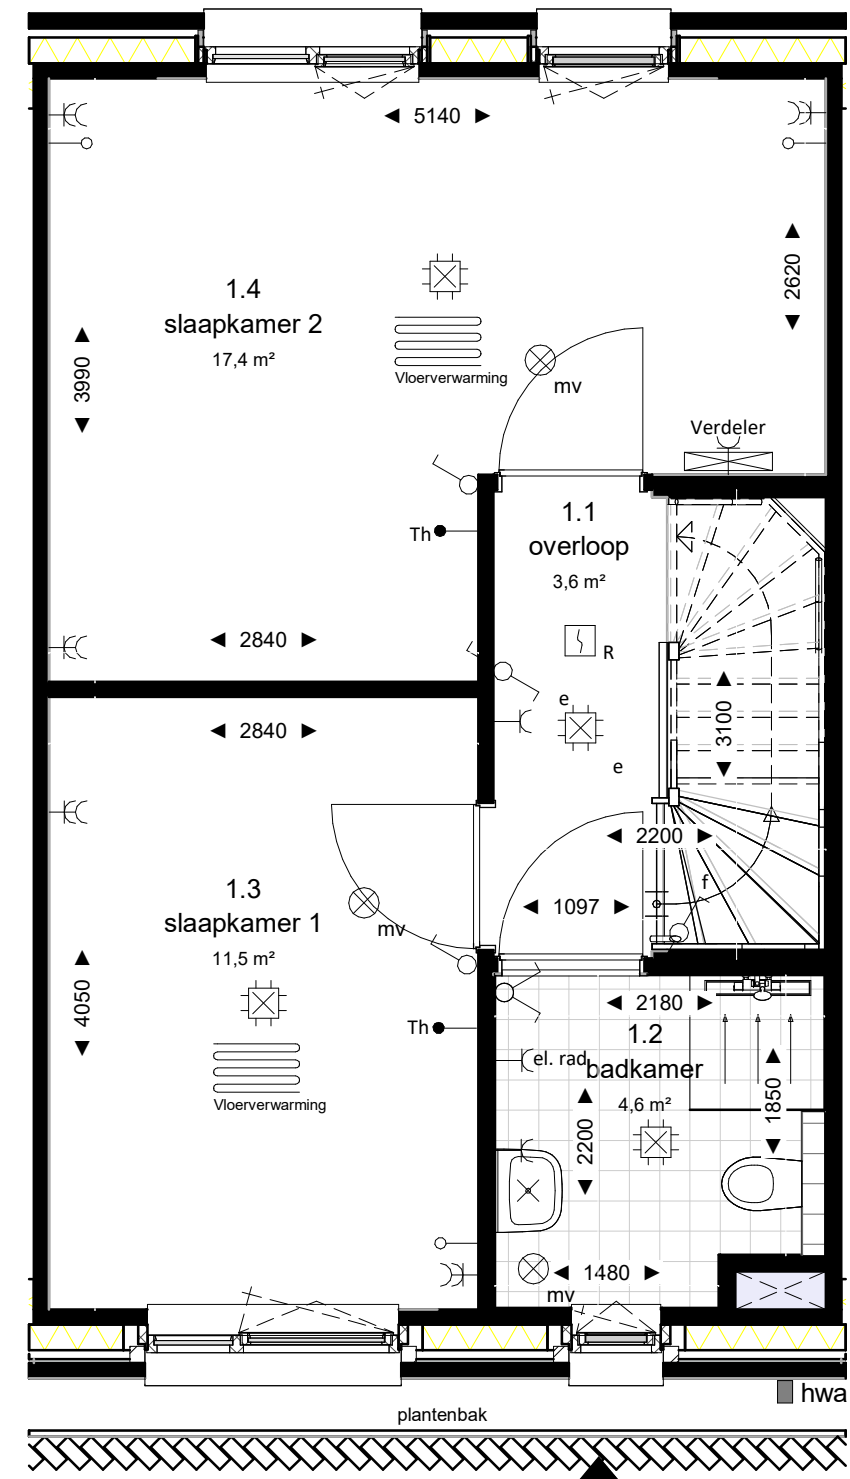 5140
2620
1.4
slaapkamer 2
17,4 m²
3990
Vloerverwarming
mv
Verdeler
1.1
overloop
3,6 m²
Th
R
2840
e
3100
2840
e
2200
f
1.3
slaapkamer 1
11,5 m²
1097
mv
4050
2180
Th
1.2
badkamer
4,6 m²
el. rad
1850
Vloerverwarming
2200
1480
mv
hwa
plantenbak